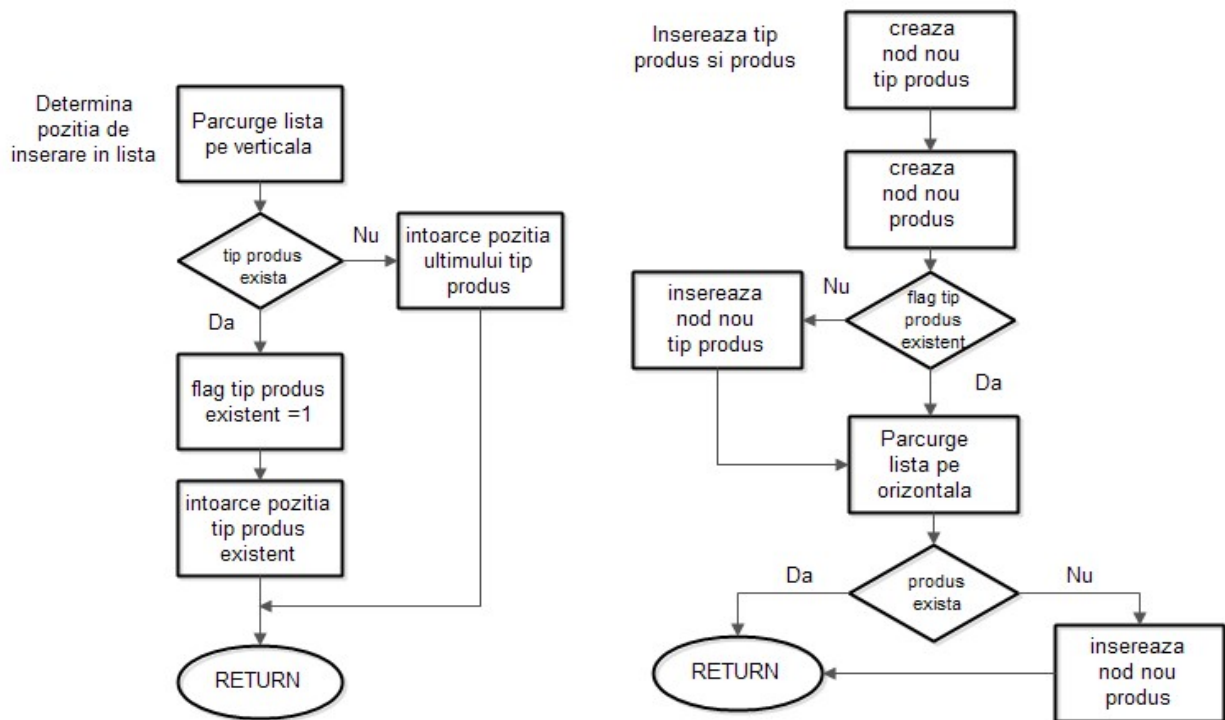 Determina
pozitia de
inserare in lista
Parcurge lista
pe verticala
tip produs
exista
Nu
intoarce pozitia
ultimului tip
produs
Da
flag tip produs
existent =1
intoarce pozitia
tip produs
existent
RETURN
Insereaza tip
produs si produs
creaza
nod nou
tip produs
creaza
nod nou
produs
flag tip
produs
existent
Nu
insereaza
nod nou
tip produs
Da
Parcurge
lista pe
orizontala
produs
exista
Da
Nu
insereaza
nod nou
produs
RETURN